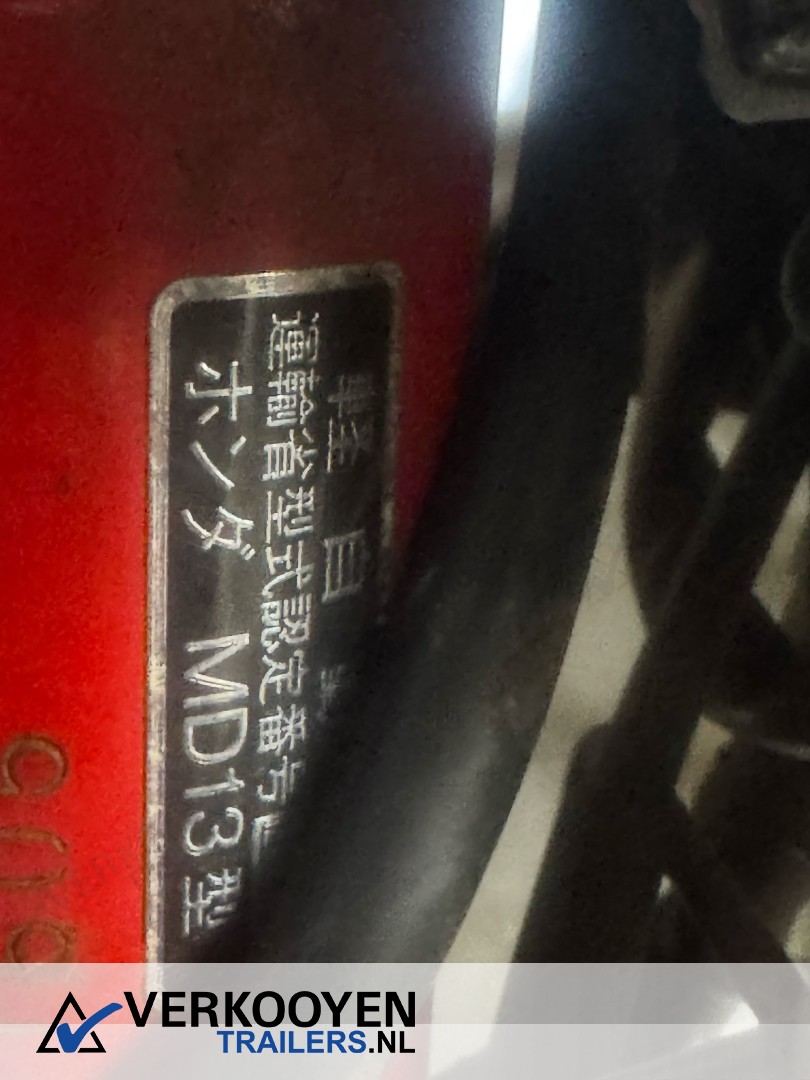 軽 自
運輸省型式認定番号
ホンダ MD13型
VERKOOYEN
TRAILERS.NL